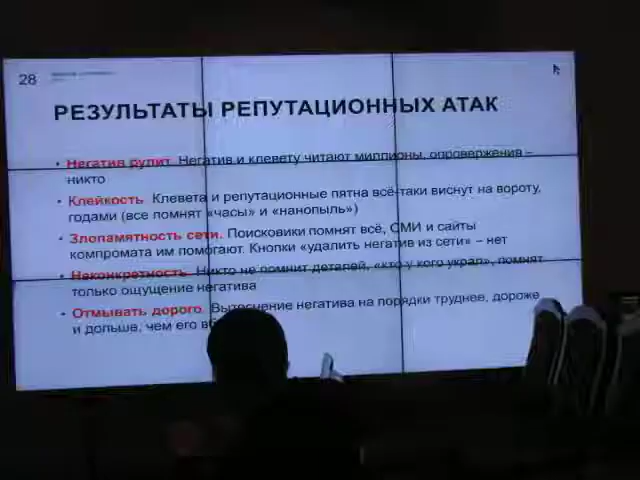 28
РЕЗУЛЬТАТЫ РЕПУТАЦИОННЫХ АТАК
• Негатив рулит. Негатив и клевету читают миллионы, опровержения –
никто
• Клейкость. Клевета и репутационные пятна всё-таки виснут на вороту,
годами (все помнят «часы» и «нанопыль»)
• Злопамятность сети. Поисковики помнят всё, СМИ и сайты
компромата им помогают. Кнопки «удалить негатив из сети» – нет
• Неконкретность. Никто не помнит деталей, «кто у кого украл», помнят
только ощущение негатива
• Отмывать дорого. Вытеснение негатива на порядки труднее, дороже
и дольше, чем его